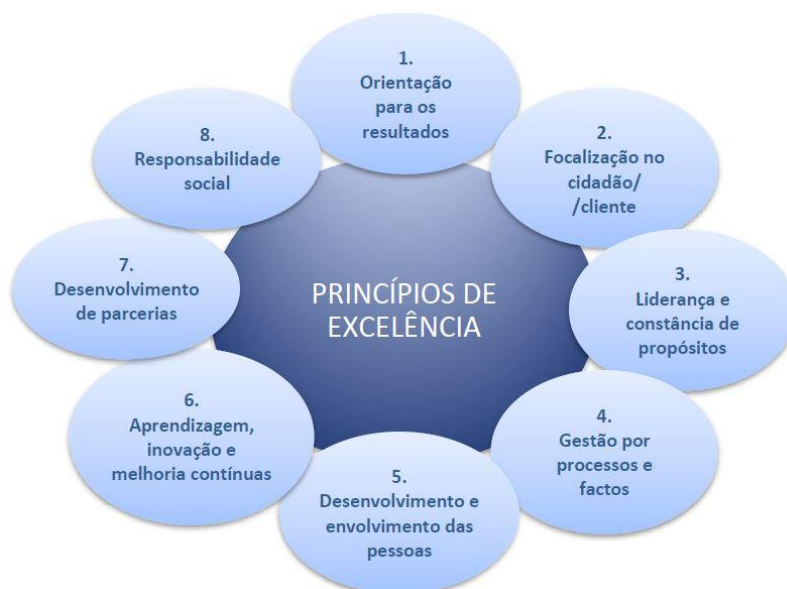 1.
Orientação
para os
resultados
2.
Focalização no
cidadão/
/cliente
3.
Liderança e
constância de
propósitos
4.
Gestão por
processos e
factos
5.
Desenvolvimento e
envolvimento das
pessoas
6.
Aprendizagem,
inovação e
melhoria contínuas
7.
Desenvolvimento
de parcerias
8.
Responsabilidade
social
PRINCÍPIOS DE
EXCELÊNCIA